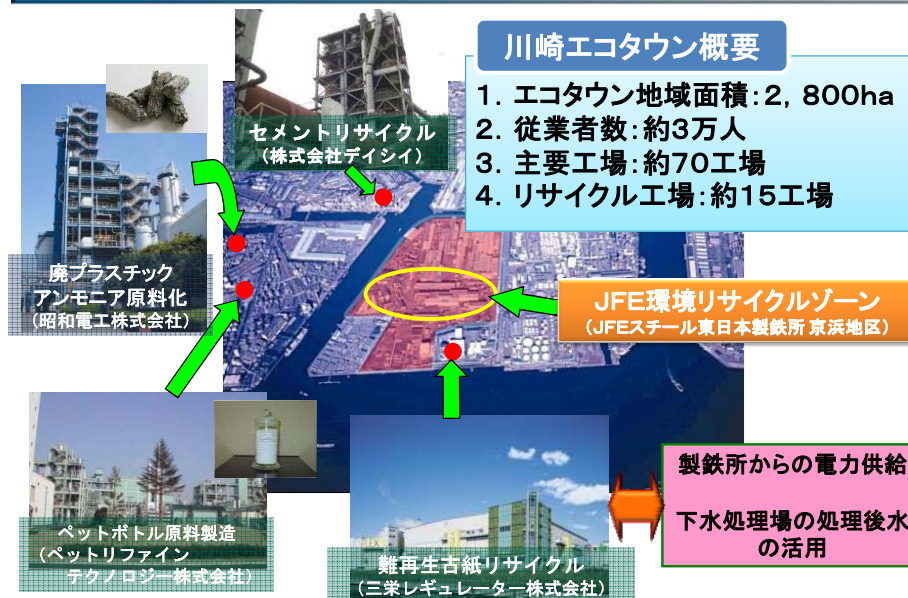 川崎エコタウン概要
1. エコタウン地域面積:2,800ha
2. 従業者数:約3万人
3. 主要工場:約70工場
4. リサイクル工場:約15工場
セメントリサイクル
(株式会社デイシイ)
廃プラスチック
アンモニア原料化
(昭和電工株式会社)
JFE環境リサイクルゾーン
(JFEスチール東日本製鉄所 京浜地区)
ペットボトル原料製造
(ペットリファイン
テクノロジー株式会社)
難再生古紙リサイクル
(三栄レギュレーター株式会社)
製鉄所からの電力供給
下水処理場の処理後水
の活用